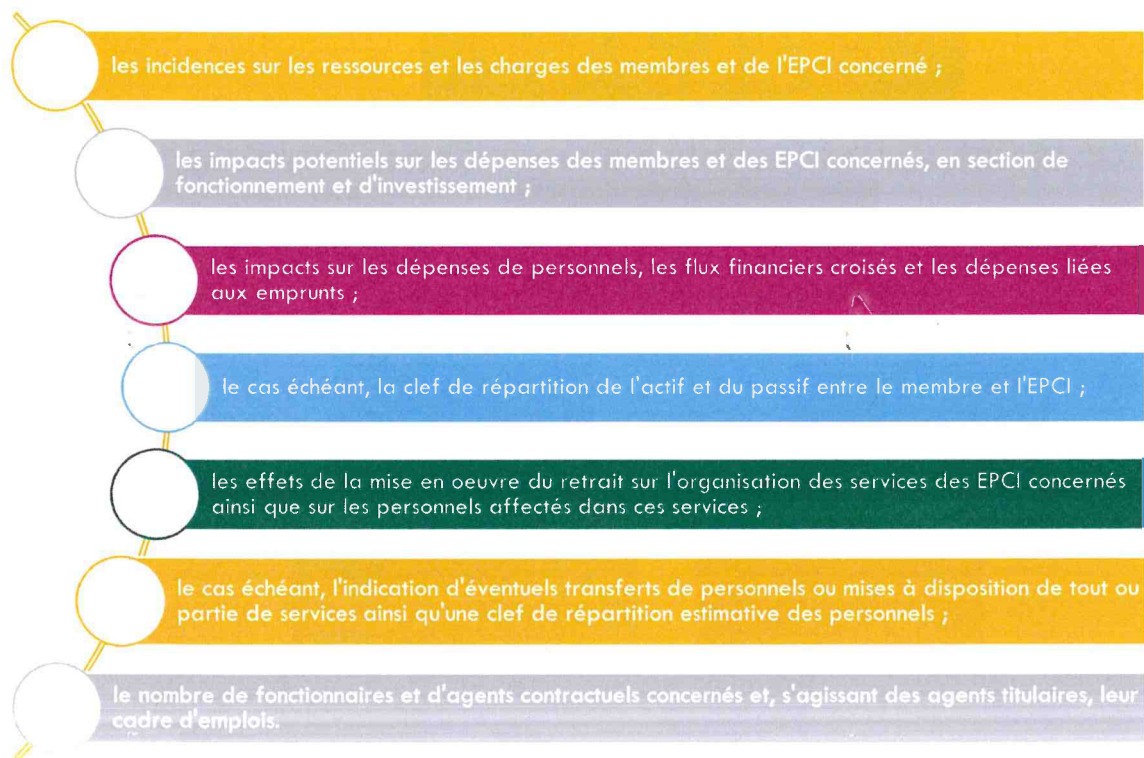 les incidences sur les ressources et les charges des membres et de l'EPCI concerné ;
les impacts potentiels sur les dépenses des membres et des EPCI concernés, en section de
fonctionnement et d'investissement ;
les impacts sur les dépenses de personnels, les flux financiers croisés et les dépenses liées
aux emprunts ;
le cas échéant, la clef de répartition de l'actif et du passif entre le membre et l'EPCI ;
les effets de la mise en oeuvre du retrait sur l'organisation des services des EPCI concernés
ainsi que sur les personnels affectés dans ces services ;
le cas échéant, l'indication d'éventuels transferts de personnels ou mises à disposition de tout ou
partie de services ainsi qu'une clef de répartition estimative des personnels ;
le nombre de fonctionnaires et d'agents contractuels concernés et, s'agissant des agents titulaires, leur
cadre d'emplois.